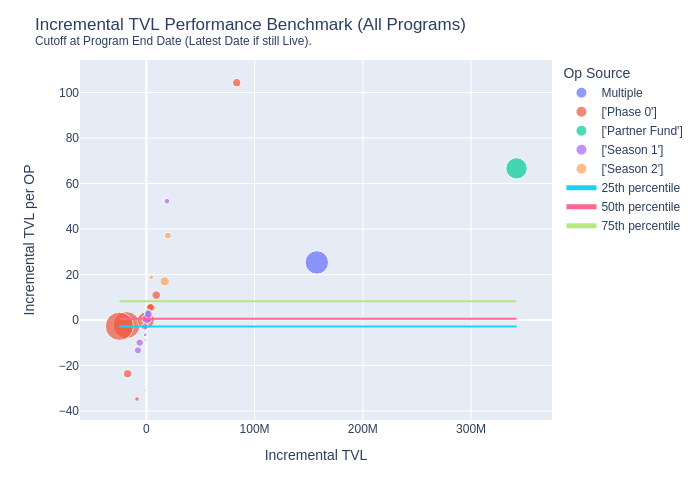 Incremental TVL Performance Benchmark (All Programs)
Cutoff at Program End Date (Latest Date if still Live).
Incremental TVL per OP
100
80
60
40
20
0
−20
−40
0
100M
200M
300M
Incremental TVL
Op Source
Multiple
['Phase 0']
['Partner Fund']
['Season 1']
['Season 2']
25th percentile
50th percentile
75th percentile